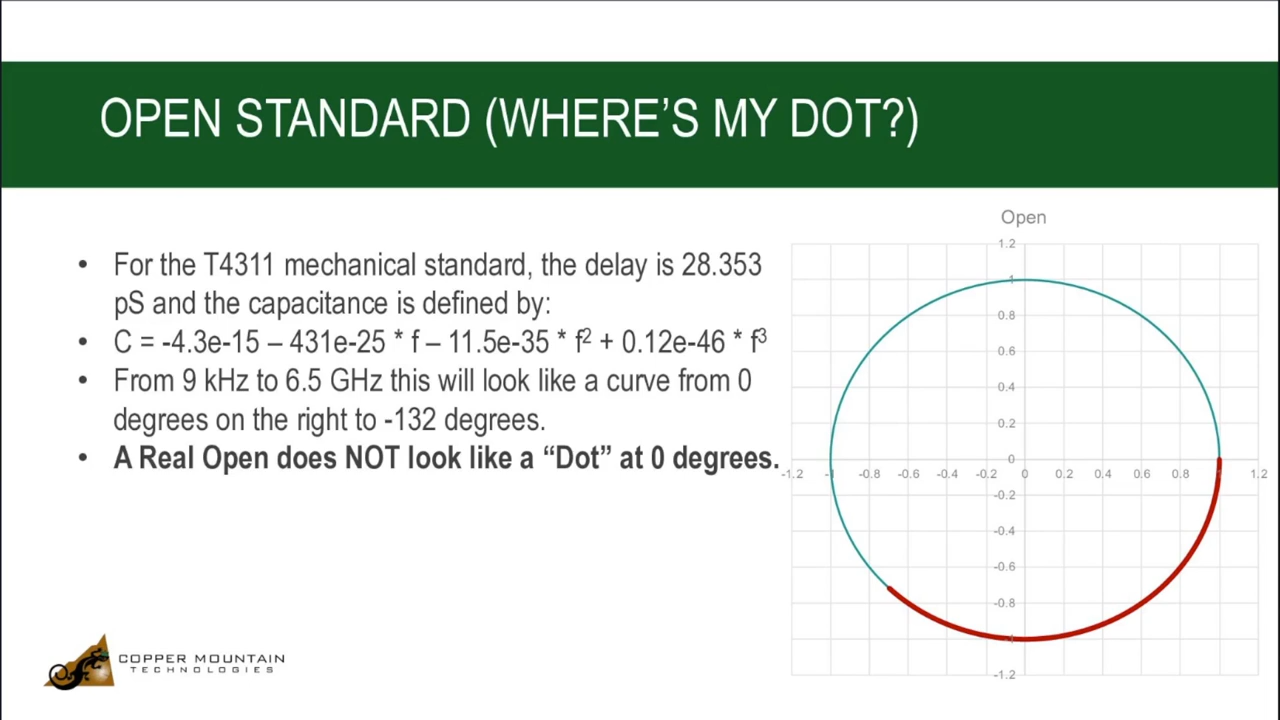 OPEN STANDARD (WHERE’S MY DOT?)
• For the T4311 mechanical standard, the delay is 28.353
pS and the capacitance is defined by:
• C = -4.3e-15 – 431e-25 * f – 11.5e-35 * f² + 0.12e-46 * f³
• From 9 kHz to 6.5 GHz this will look like a curve from 0
degrees on the right to -132 degrees.
• A Real Open does NOT look like a “Dot” at 0 degrees.
Open
1.2
1
0.8
0.6
0.4
0.2
0
-1.2 -1 -0.8 -0.6 -0.4 -0.2 0 0.2 0.4 0.6 0.8 1 1.2
-0.2
-0.4
-0.6
-0.8
-1
-1.2
COPPER MOUNTAIN
TECHNOLOGIES